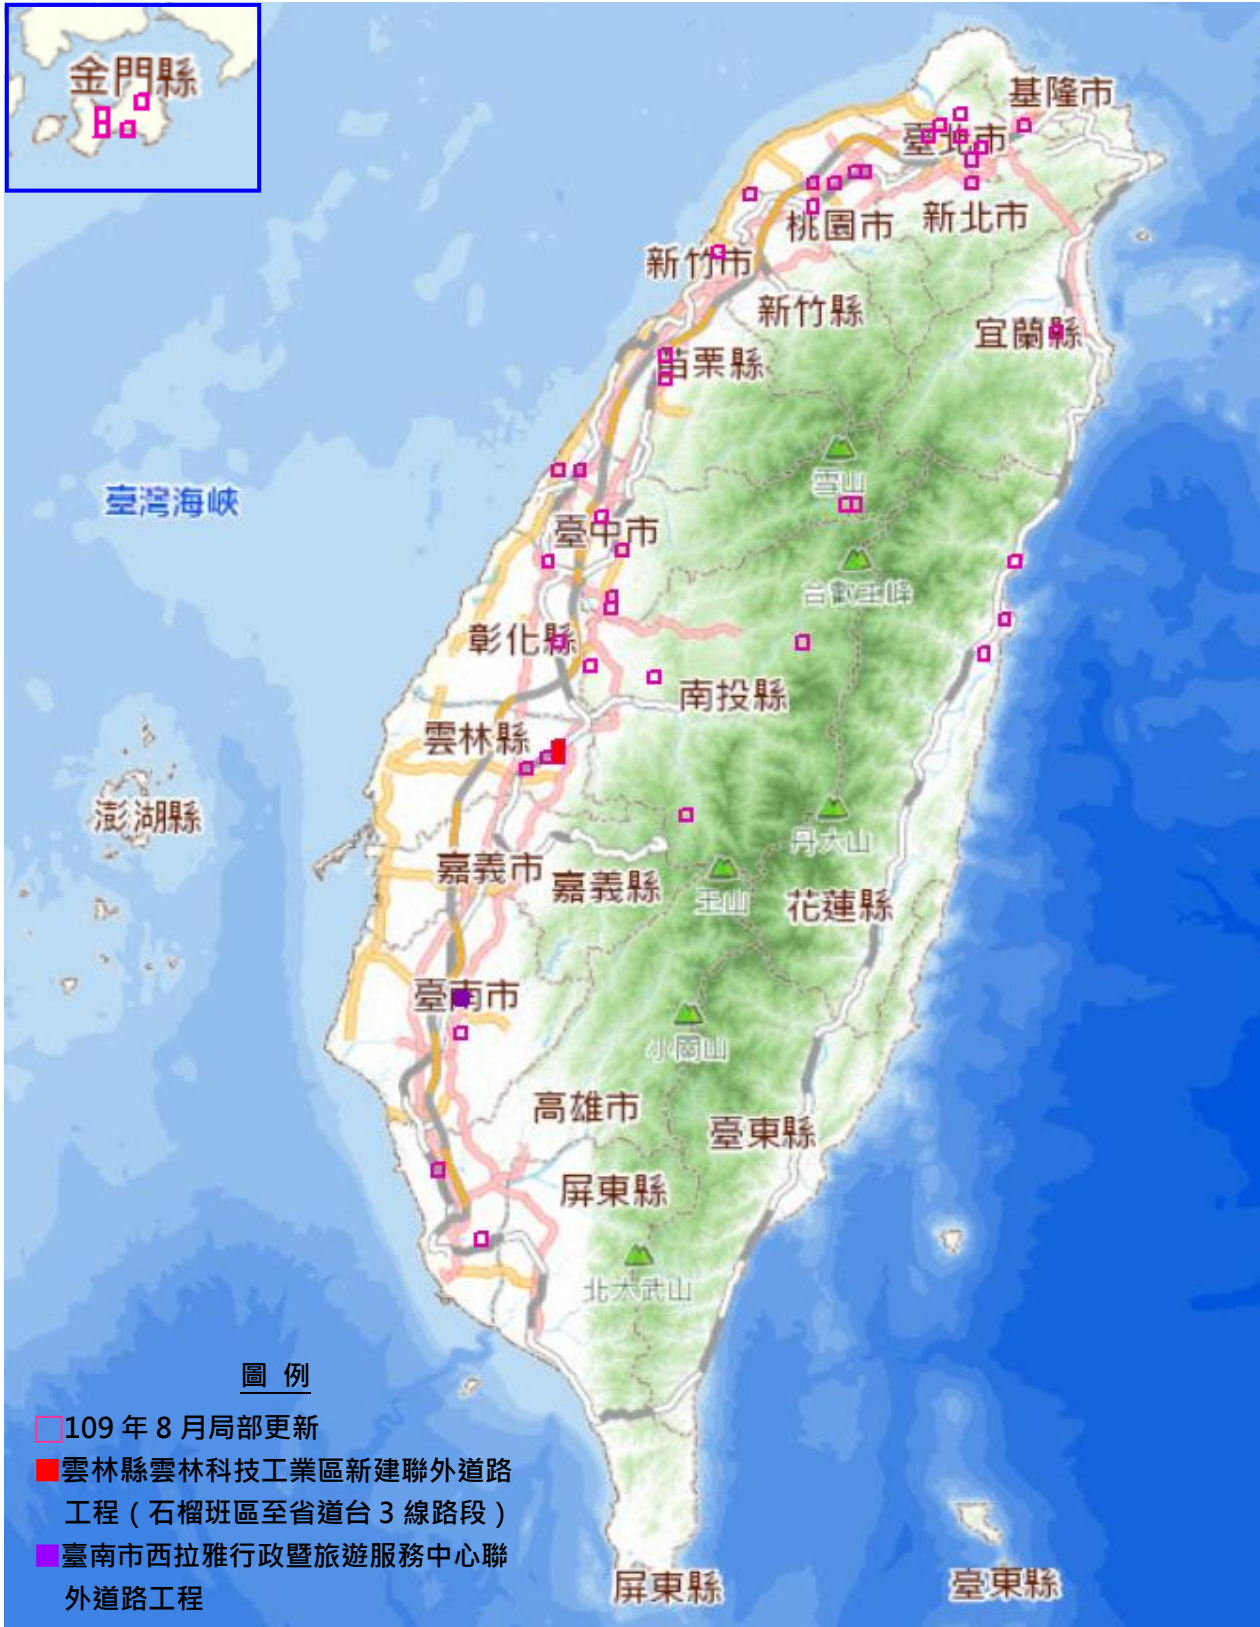 金門縣
基隆市
臺北市
新北市
桃園市
新竹市
新竹縣
宜蘭縣
苗栗縣
雪山
臺灣海峽
臺中市
合歡主峰
彰化縣
南投縣
雲林縣
澎湖縣
丹大山
嘉義市
嘉義縣
玉山
花蓮縣
臺南市
小關山
高雄市
臺東縣
屏東縣
北大武山
圖 例
109 年 8 月局部更新
雲林縣雲林科技工業區新建聯外道路
工程（石榴班區至省道台 3 線路段）
臺南市西拉雅行政暨旅遊服務中心聯
外道路工程
屏東縣
臺東縣